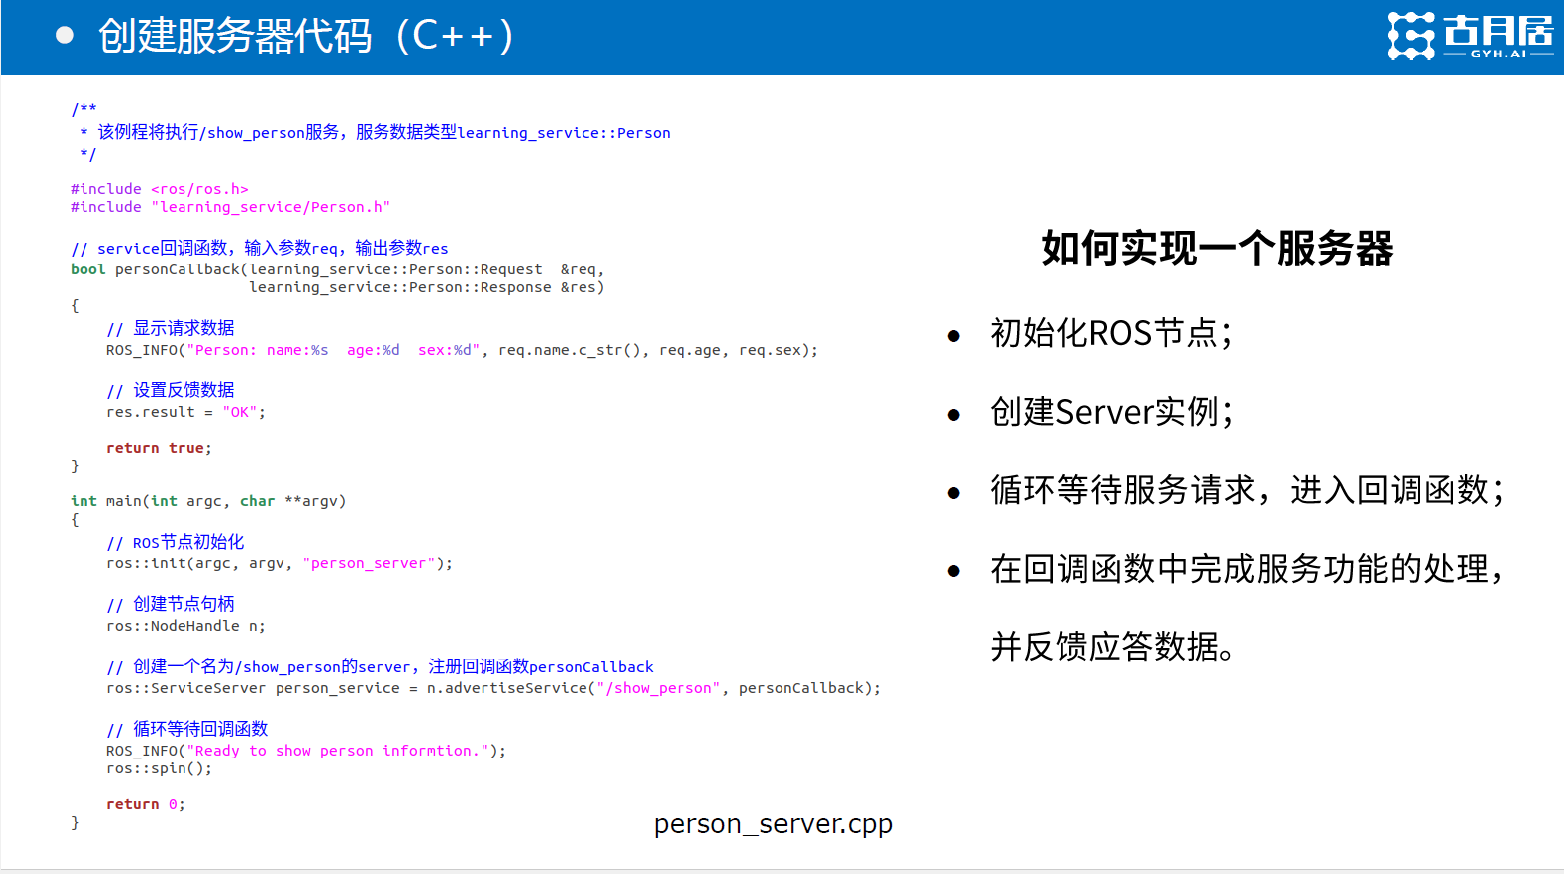 ● 创建服务器代码（C++）
古月居
GYH.AI
/**
 * 该例程将执行/show_person服务，服务数据类型learning_service::Person
 */
#include <ros/ros.h>
#include "learning_service/Person.h"
// service回调函数，输入参数req，输出参数res
bool personCallback(learning_service::Person::Request  &req,
                    learning_service::Person::Response &res)
{
    // 显示请求数据
    ROS_INFO("Person: name:%s  age:%d  sex:%d", req.name.c_str(), req.age, req.sex);
    // 设置反馈数据
    res.result = "OK";
    return true;
}
int main(int argc, char **argv)
{
    // ROS节点初始化
    ros::init(argc, argv, "person_server");
    // 创建节点句柄
    ros::NodeHandle n;
    // 创建一个名为/show_person的server，注册回调函数personCallback
    ros::ServiceServer person_service = n.advertiseService("/show_person", personCallback);
    // 循环等待回调函数
    ROS_INFO("Ready to show person informtion.");
    ros::spin();
    return 0;
}
person_server.cpp
如何实现一个服务器
● 初始化ROS节点；
● 创建Server实例；
● 循环等待服务请求，进入回调函数；
● 在回调函数中完成服务功能的处理，
并反馈应答数据。